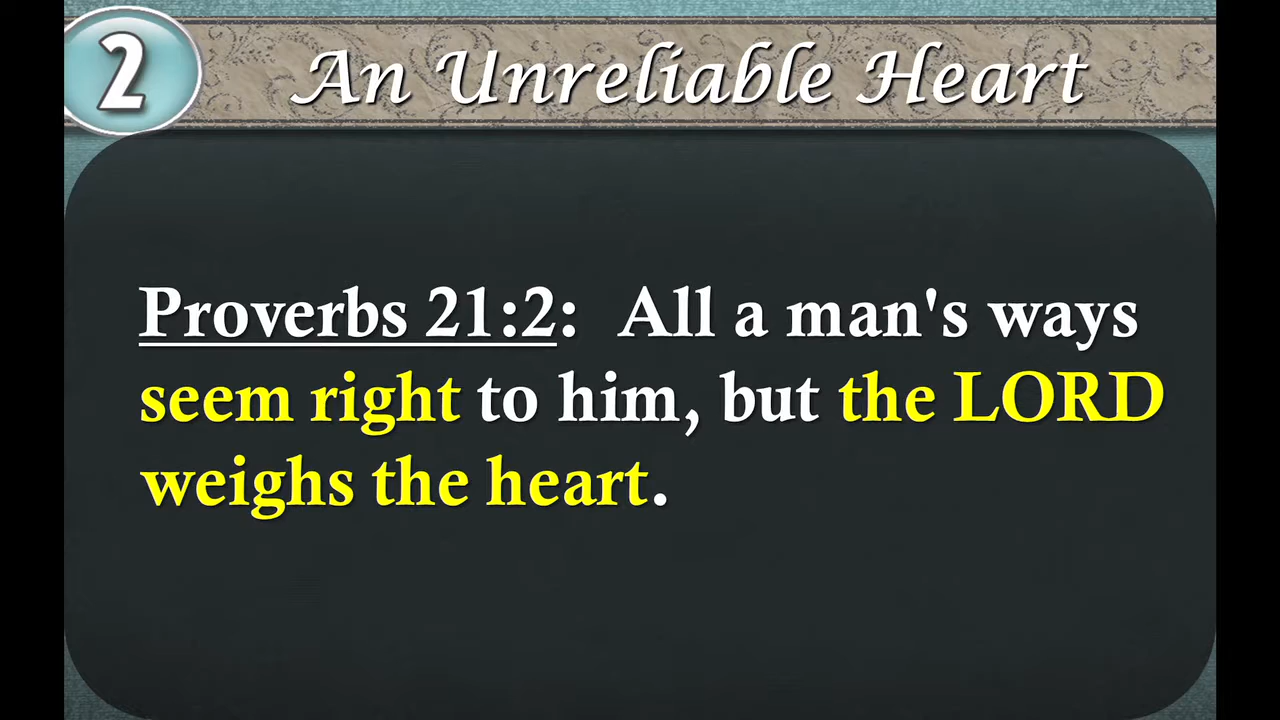 2
An Unreliable Heart
Proverbs 21:2:  All a man's ways
seem right to him, but the LORD
weighs the heart.